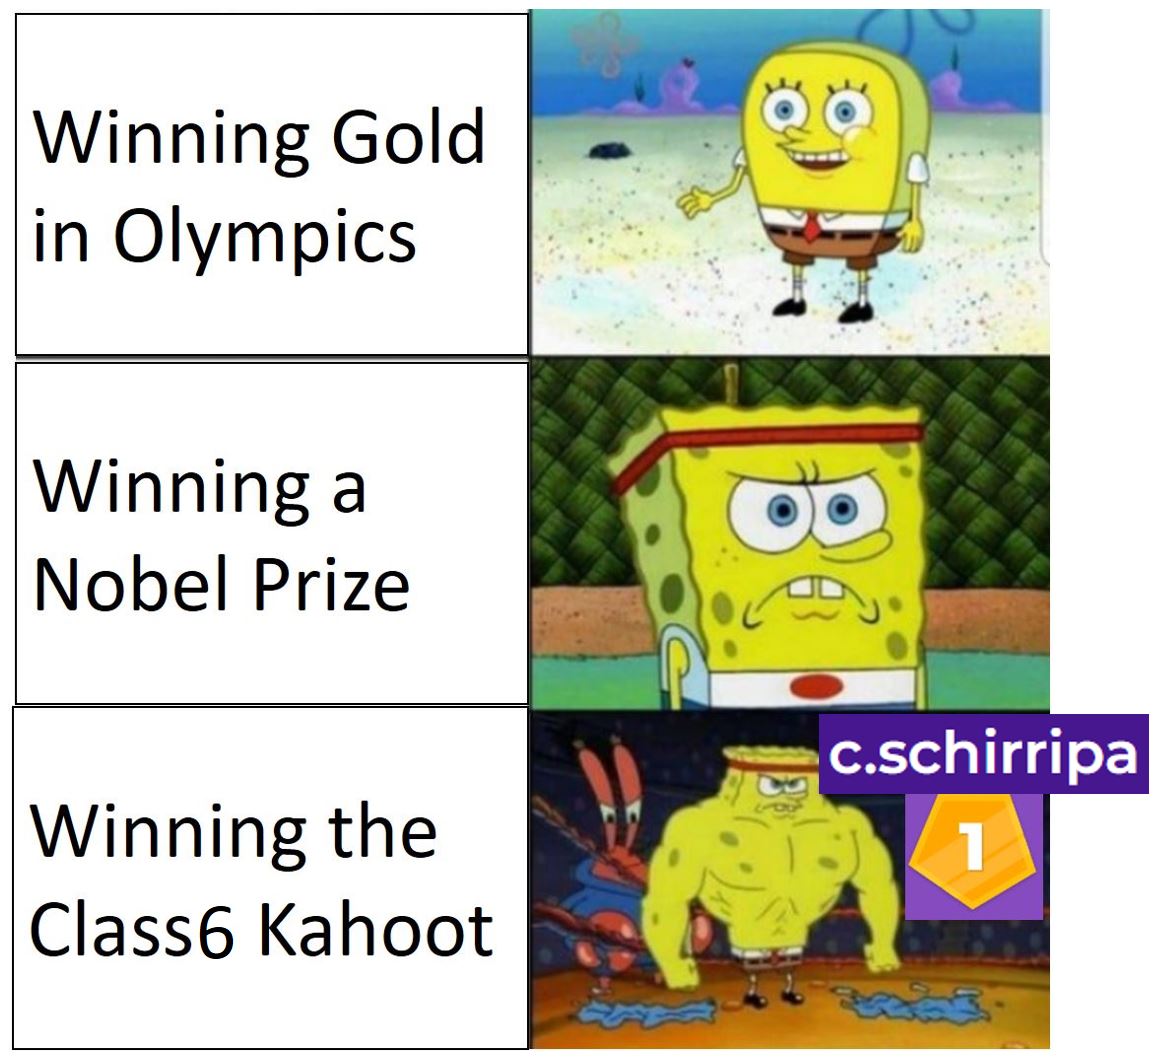 Winning Gold
in Olympics
Winning a
Nobel Prize
c.schirripa
1
Winning the
Class6 Kahoot